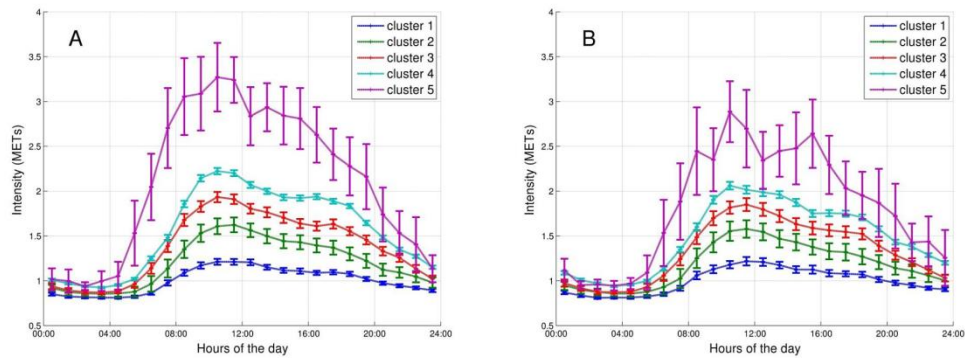 A
cluster 1
cluster 2
cluster 3
cluster 4
cluster 5
4
3.5
3
2.5
2
1.5
1
0.5
Intensity (METs)
00:00 04:00 08:00 12:00 16:00 20:00 24:00
Hours of the day
B
cluster 1
cluster 2
cluster 3
cluster 4
cluster 5
4
3.5
3
2.5
2
1.5
1
0.5
Intensity (METs)
00:00 04:00 08:00 12:00 16:00 20:00 24:00
Hours of the day